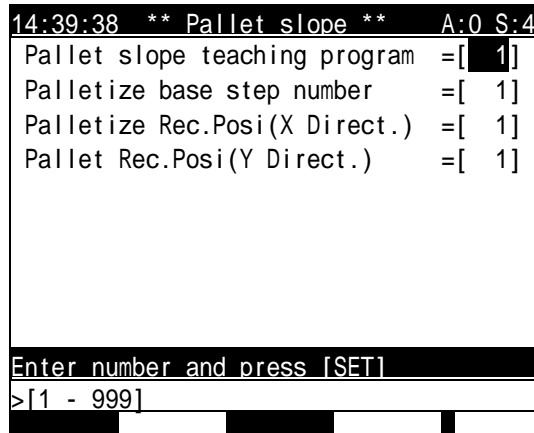 14:39:38 ** Pallet slope ** A:0 S:4
Pallet slope teaching program =[ 1]
Palletize base step number =[ 1]
Palletize Rec.Posi(X Direct.) =[ 1]
Pallet Rec.Posi(Y Direct.) =[ 1]
Enter number and press [SET]
>[1 - 999]